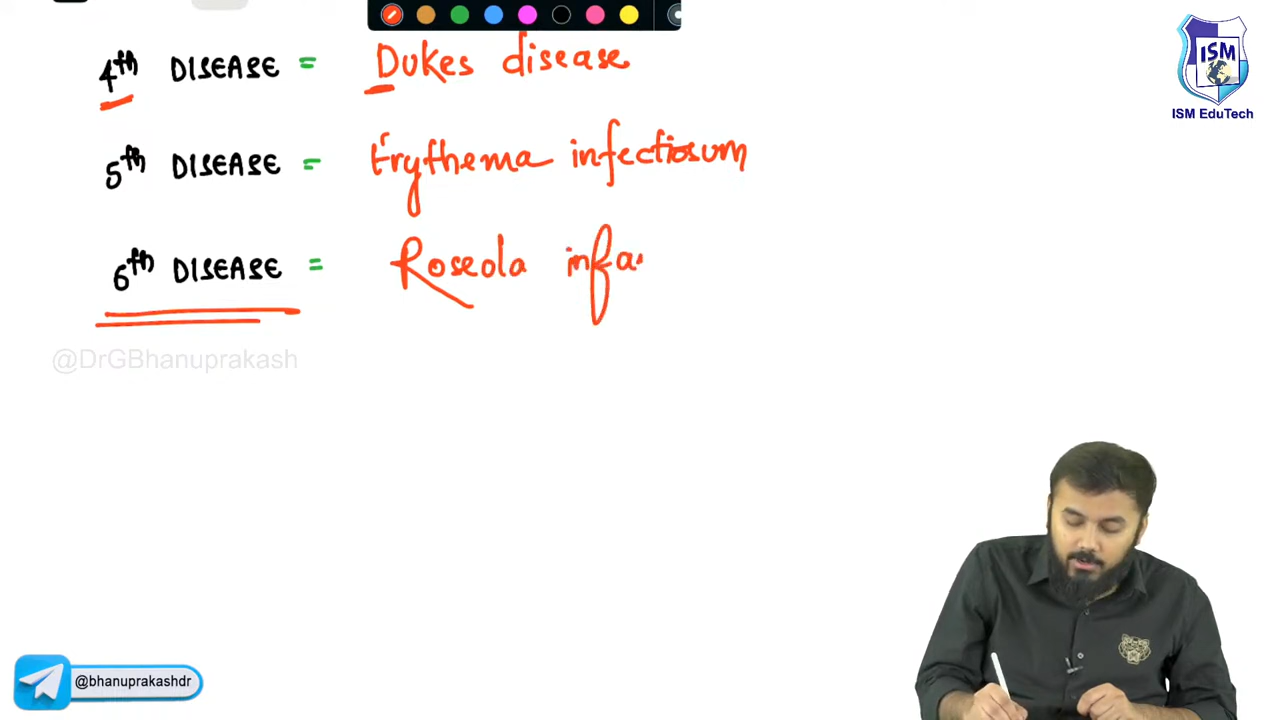 ISM
ISM EduTech
4th DISEASE = Dukes disease
5th DISEASE = Erythema infectiosum
6th DISEASE = Roseola infa
@DrGBhanuprakash
@bhanuprakashdr